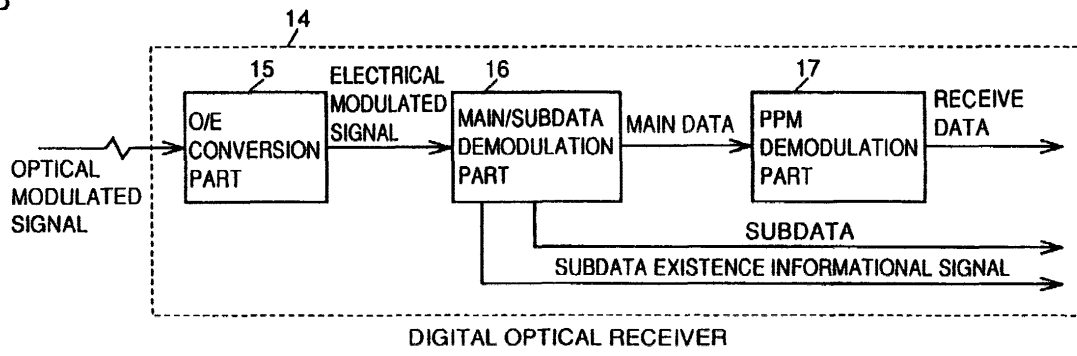 14
15
O/E
CONVERSION
PART
ELECTRICAL
MODULATED
SIGNAL
16
MAIN/SUBDATA
DEMODULATION
PART
MAIN DATA
17
PPM
DEMODULATION
PART
RECEIVE
DATA
OPTICAL
MODULATED
SIGNAL
SUBDATA
SUBDATA EXISTENCE INFORMATIONAL SIGNAL
DIGITAL OPTICAL RECEIVER